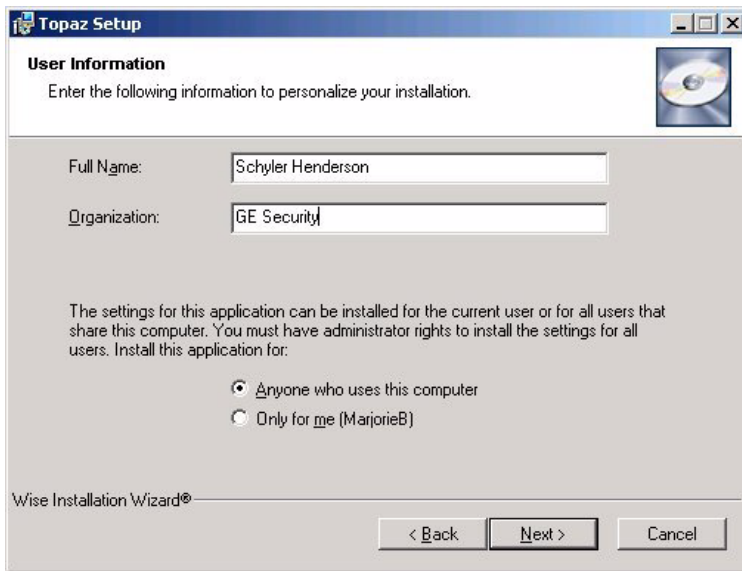 Topaz Setup
User Information
Enter the following information to personalize your installation.
Full Name:
Schyler Henderson
Organization:
GE Security
The settings for this application can be installed for the current user or for all users that
share this computer. You must have administrator rights to install the settings for all
users. Install this application for:
Anyone who uses this computer
Only for me (MarjorieB)
Wise Installation Wizard®
< Back
Next >
Cancel